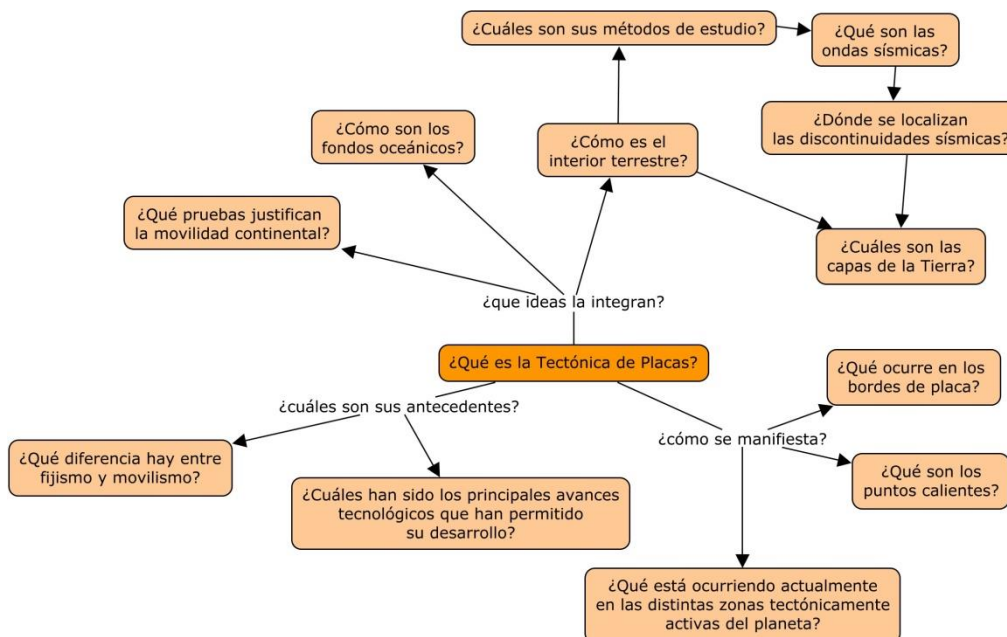 ¿Cuáles son sus métodos de estudio?
¿Qué son las
ondas sísmicas?
¿Cómo son los
fondos oceánicos?
¿Cómo es el
interior terrestre?
¿Dónde se localizan
las discontinuidades sísmicas?
¿Qué pruebas justifican
la movilidad continental?
¿Cuáles son las
capas de la Tierra?
¿que ideas la integran?
¿Qué es la Tectónica de Placas?
¿Qué ocurre en los
bordes de placa?
¿cuáles son sus antecedentes?
¿cómo se manifiesta?
¿Qué diferencia hay entre
fijismo y movilismo?
¿Cuáles han sido los principales avances
tecnológicos que han permitido
su desarrollo?
¿Qué son los
puntos calientes?
¿Qué está ocurriendo actualmente
en las distintas zonas tectónicamente
activas del planeta?